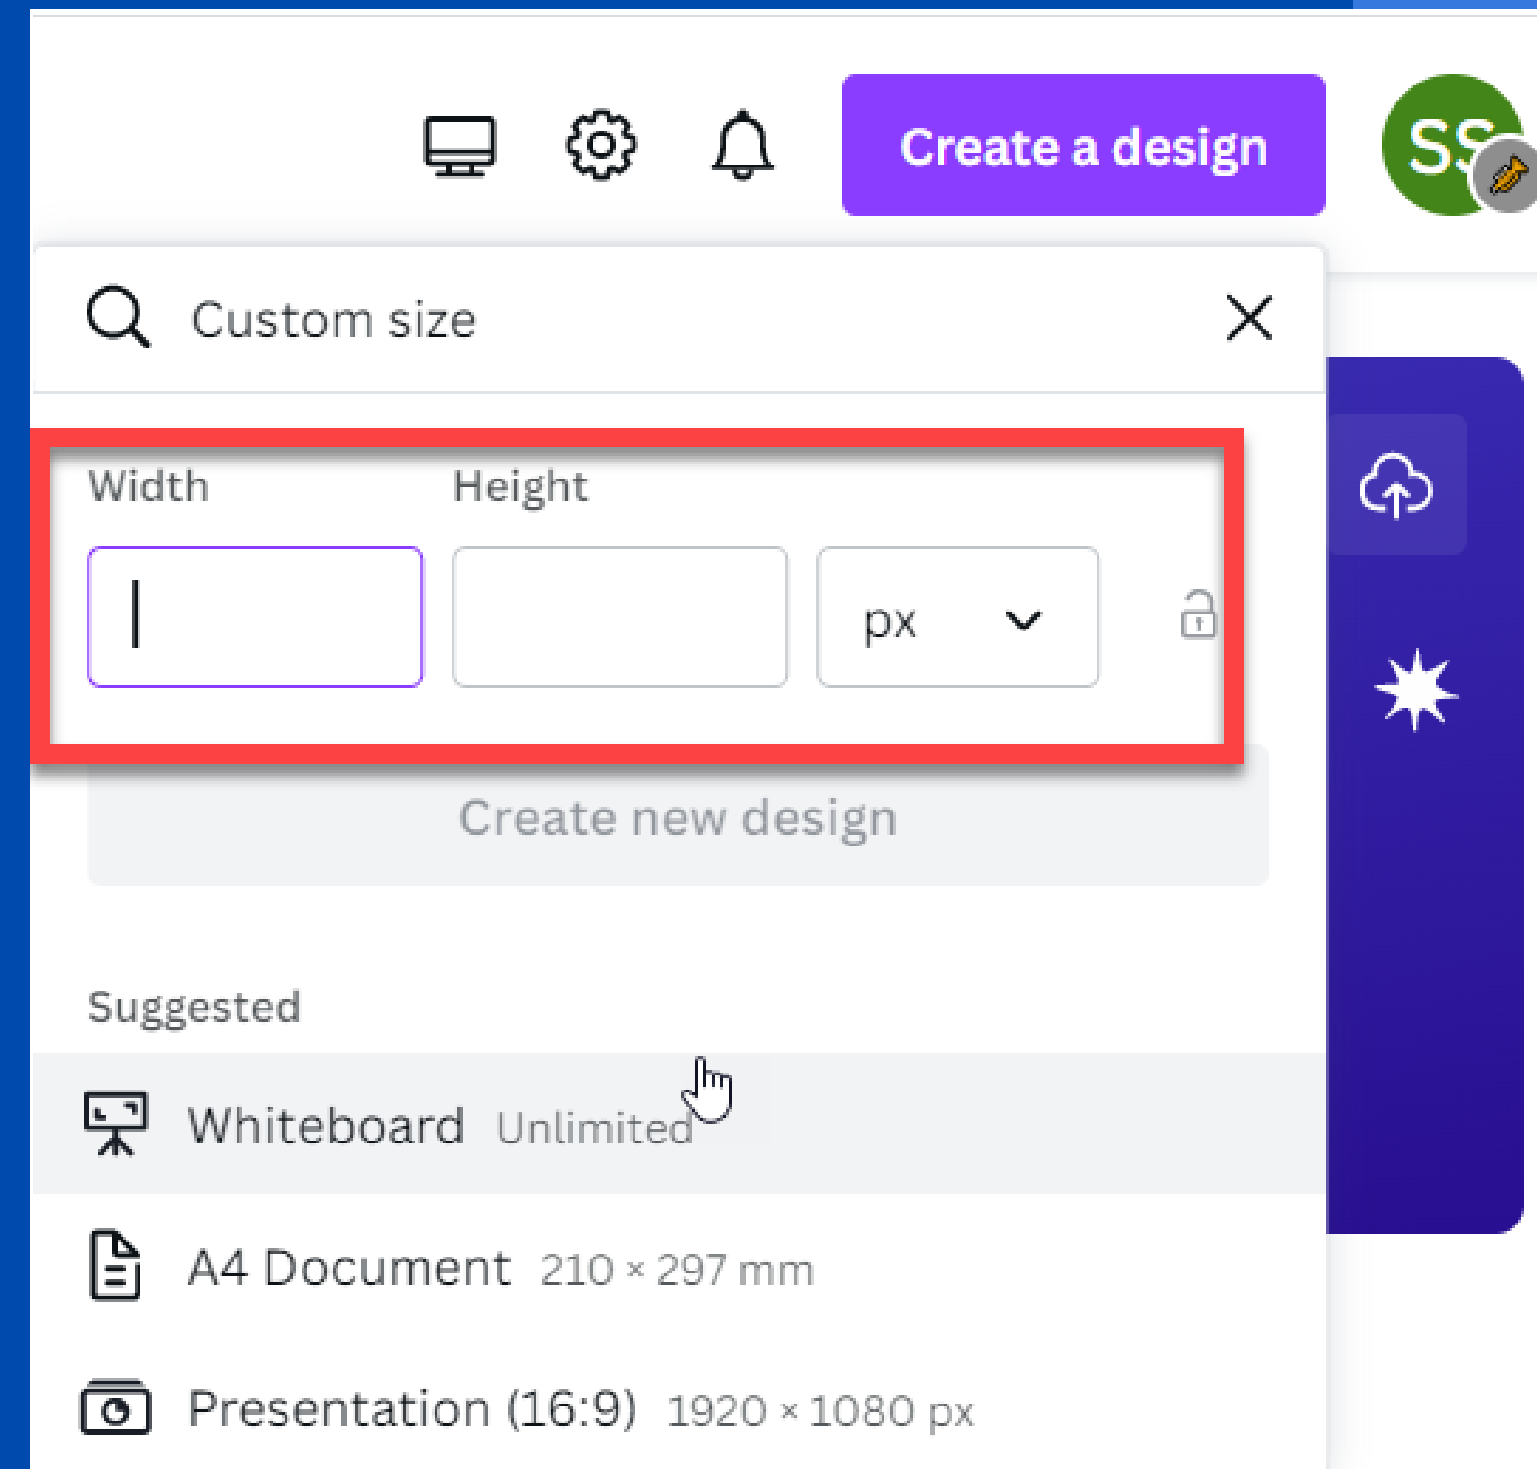 Create a design
SS
Custom size
Width Height
px
Create new design
Suggested
Whiteboard Unlimited
A4 Document 210 × 297 mm
Presentation (16:9) 1920 × 1080 px